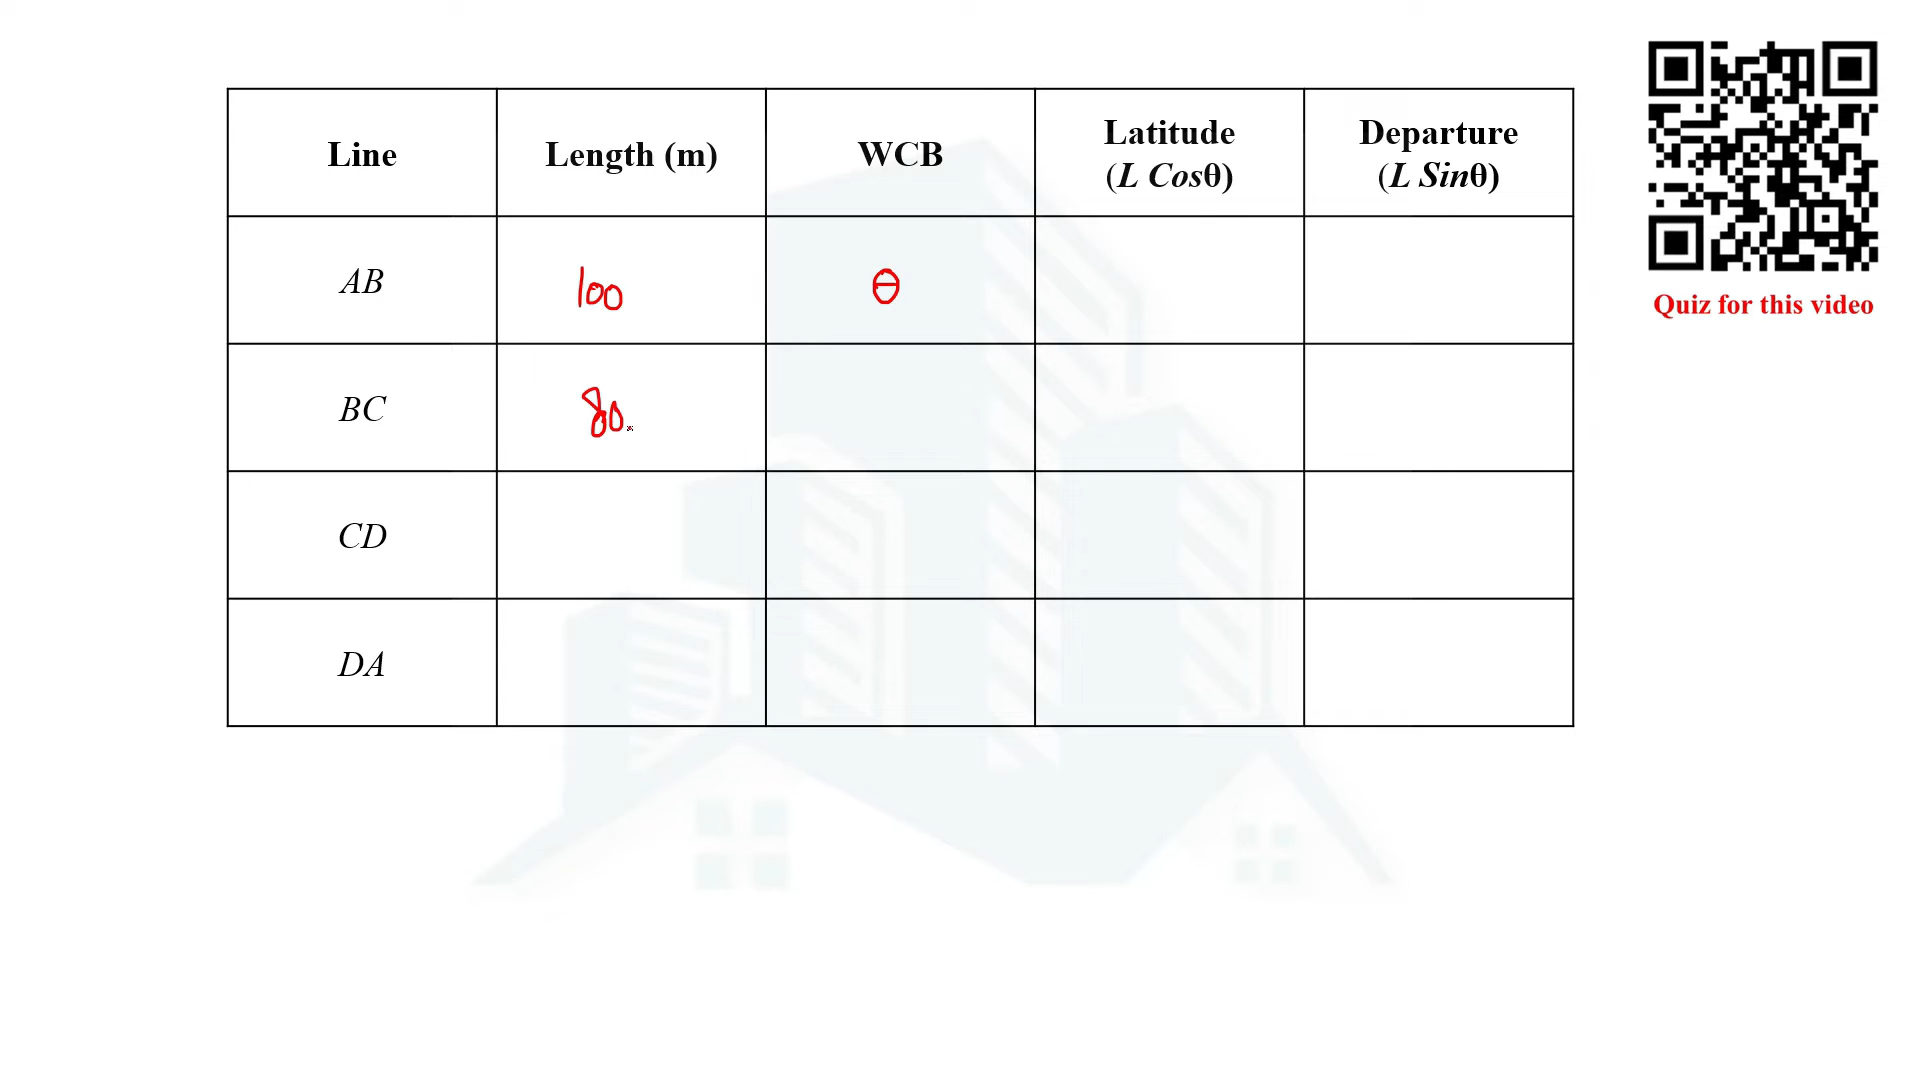 Line Length (m) WCB Latitude Departure
(L Cosθ) (L Sinθ)
AB 100 θ
BC 80
CD
DA
Quiz for this video